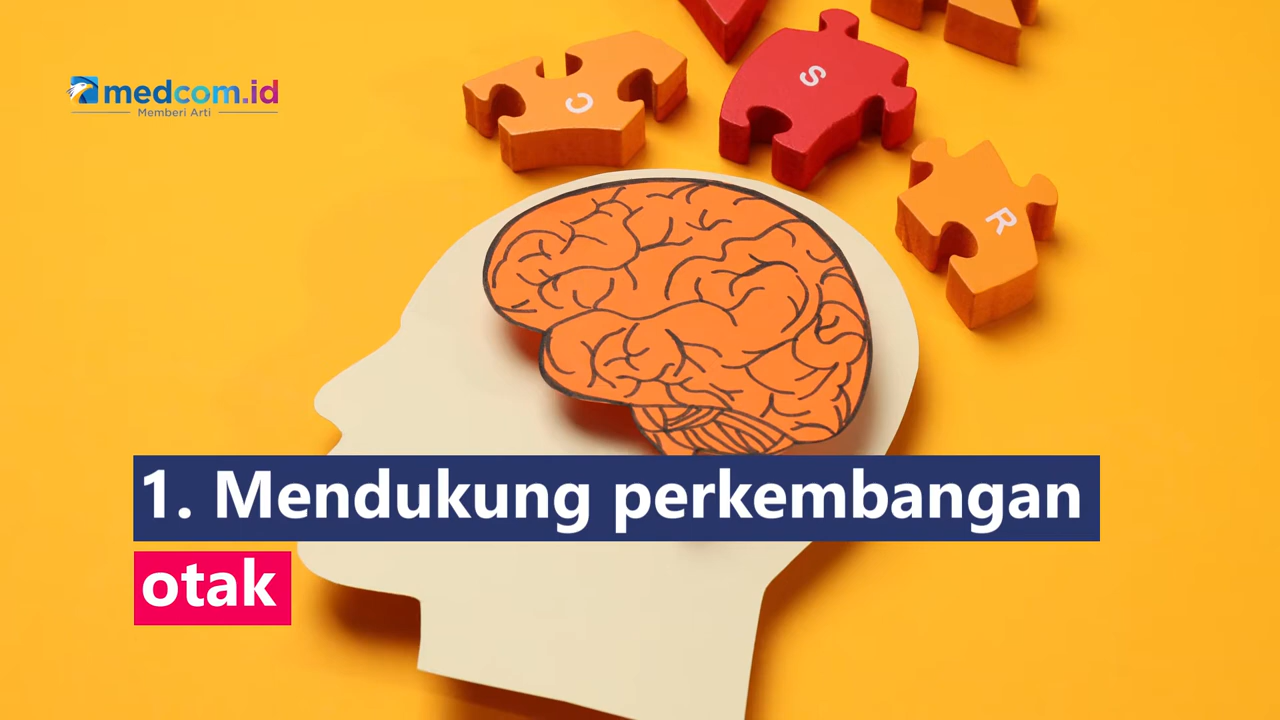 medcom.id
Memberi Arti
C
S
R
1. Mendukung perkembangan
otak